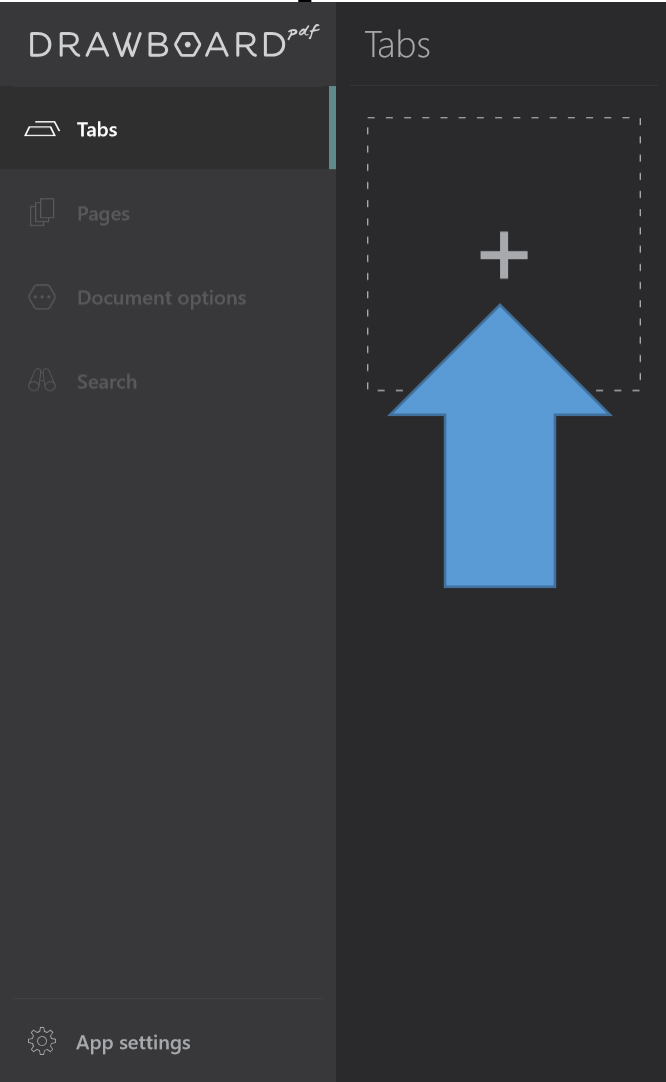 DRAWBOARD pdf
Tabs
Pages
Document options
Search
App settings
Tabs